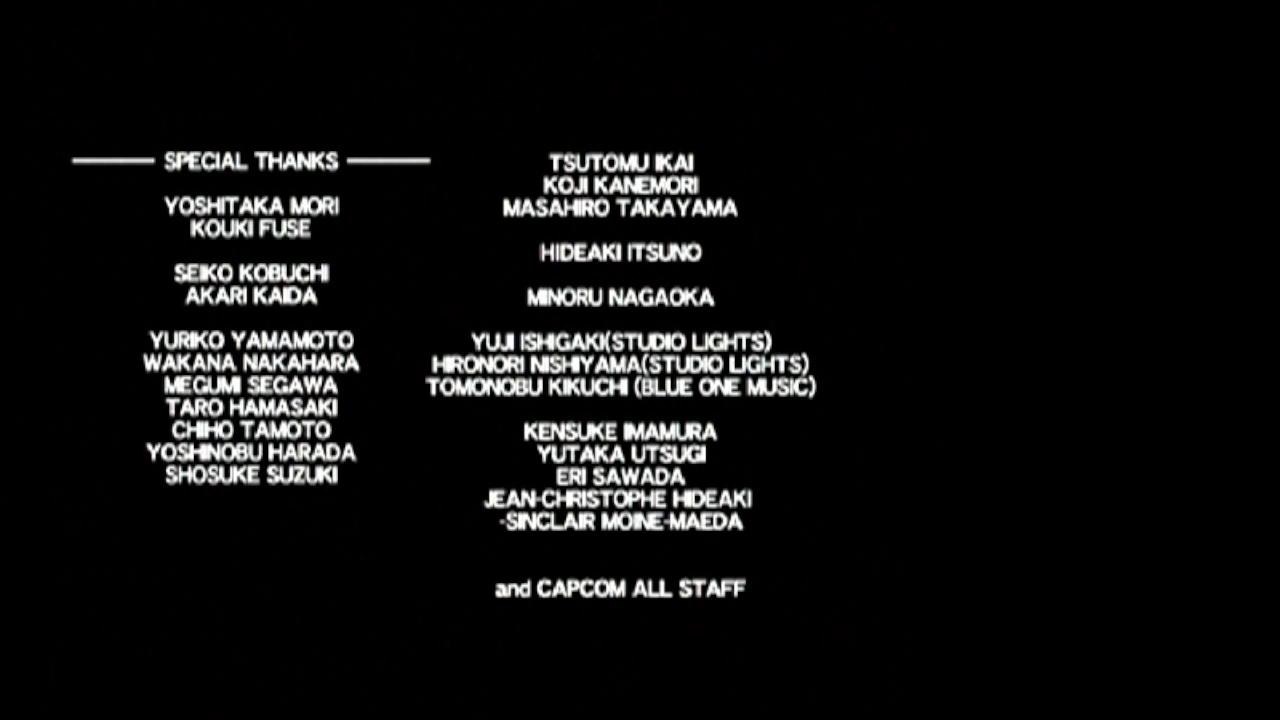 SPECIAL THANKS
YOSHITAKA MORI
KOUKI FUSE
SEIKO KOBUCHI
AKARI KAIDA
YURIKO YAMAMOTO
WAKANA NAKAHARA
MEGUMI SEGAWA
TARO HAMASAKI
CHIHO TAMOTO
YOSHINOBU HARADA
SHOSUKE SUZUKI
TSUTOMU IKAI
KOJI KANEMORI
MASAHIRO TAKAYAMA
HIDEAKI ITSUNO
MINORU NAGAOKA
YUJI ISHIGAKI(STUDIO LIGHTS)
HIRONORI NISHIYAMA(STUDIO LIGHTS)
TOMONOBU KIKUCHI (BLUE ONE MUSIC)
KENSUKE IMAMURA
YUTAKA UTSUGI
ERI SAWADA
JEAN-CHRISTOPHE HIDEAKI
-SINCLAIR MOINE-MAEDA
and CAPCOM ALL STAFF